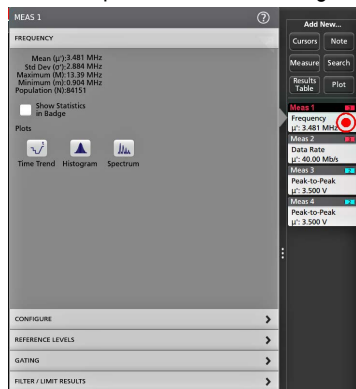 MEAS 1
?
FREQUENCY
Mean (µ'):3.481 MHz
Std Dev (σ'):2.884 MHz
Maximum (M):13.39 MHz
Minimum (m):0.904 MHz
Population (N):84151
Show Statistics
in Badge
Plots
Time Trend
Histogram
Spectrum
CONFIGURE
REFERENCE LEVELS
GATING
FILTER / LIMIT RESULTS
Add New...
Cursors
Note
Measure
Search
Results
Table
Plot
Meas 1
Frequency
µ': 3.481 MHz
Meas 2
Data Rate
µ': 40.00 Mb/s
Meas 3
Peak-to-Peak
µ': 3.500 V
Meas 4
Peak-to-Peak
µ': 3.500 V